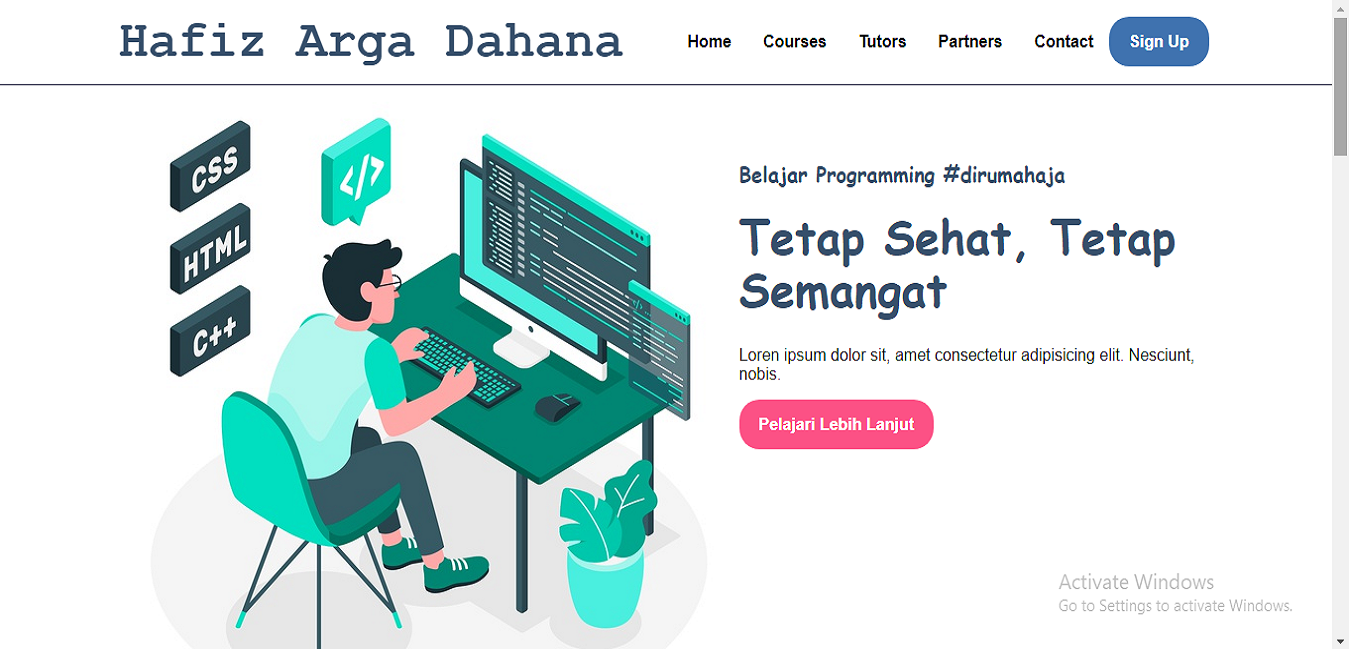 Hafiz Arga Dahana
Home Courses Tutors Partners Contact Sign Up
CSS
HTML
C++
</>
Belajar Programming #dirumahaja
Tetap Sehat, Tetap
Semangat
Loren ipsum dolor sit, amet consectetur adipisicing elit. Nesciunt,
nobis.
Pelajari Lebih Lanjut
Activate Windows
Go to Settings to activate Windows.